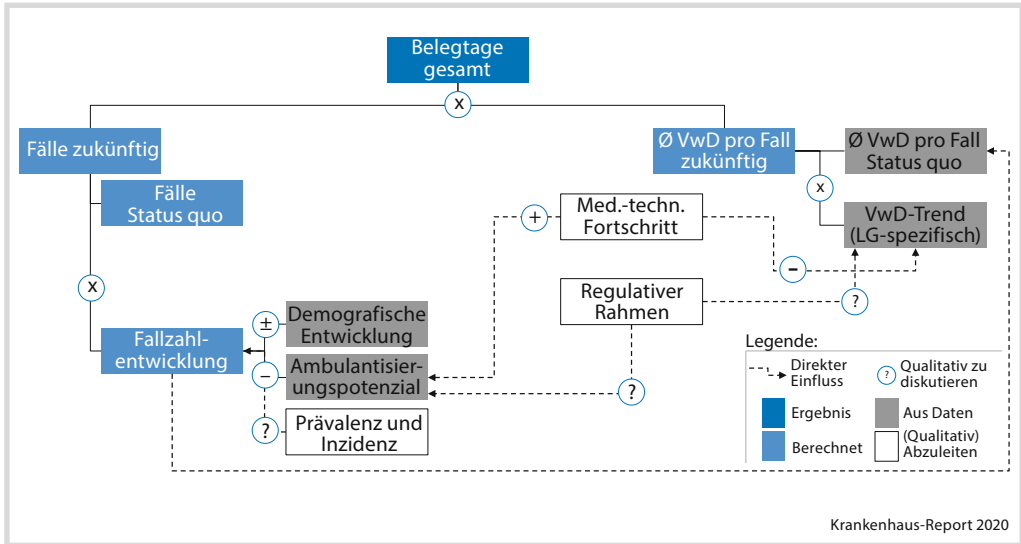 Belegtage
gesamt
x
Fälle zukünftig
Ø VwD pro Fall
zukünftig
Ø VwD pro Fall
Status quo
x
Fälle
Status quo
+
Med.-techn.
Fortschritt
VwD-Trend
(LG-spezifisch)
–
x
Regulativer
Rahmen
?
±
Demografische
Entwicklung
Fallzahl-
entwicklung
–
Ambulantisier-
ungspotenzial
?
?
Prävalenz und
Inzidenz
Legende:
Direkter
Einfluss
?
Qualitativ zu
diskutieren
Ergebnis
Aus Daten
Berechnet
(Qualitativ)
Abzuleiten
Krankenhaus-Report 2020